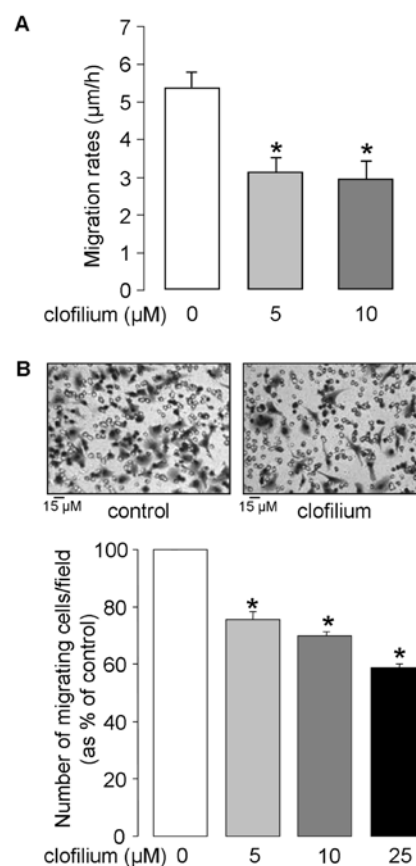 A
Migration rates (µm/h)
7
6
5
4
3
2
1
0
*
*
clofilium (µM) 0 5 10
B
15 µM
control
15 µM
clofilium
Number of migrating cells/field
(as % of control)
100
80
60
40
20
0
*
*
*
clofilium (µM) 0 5 10 25